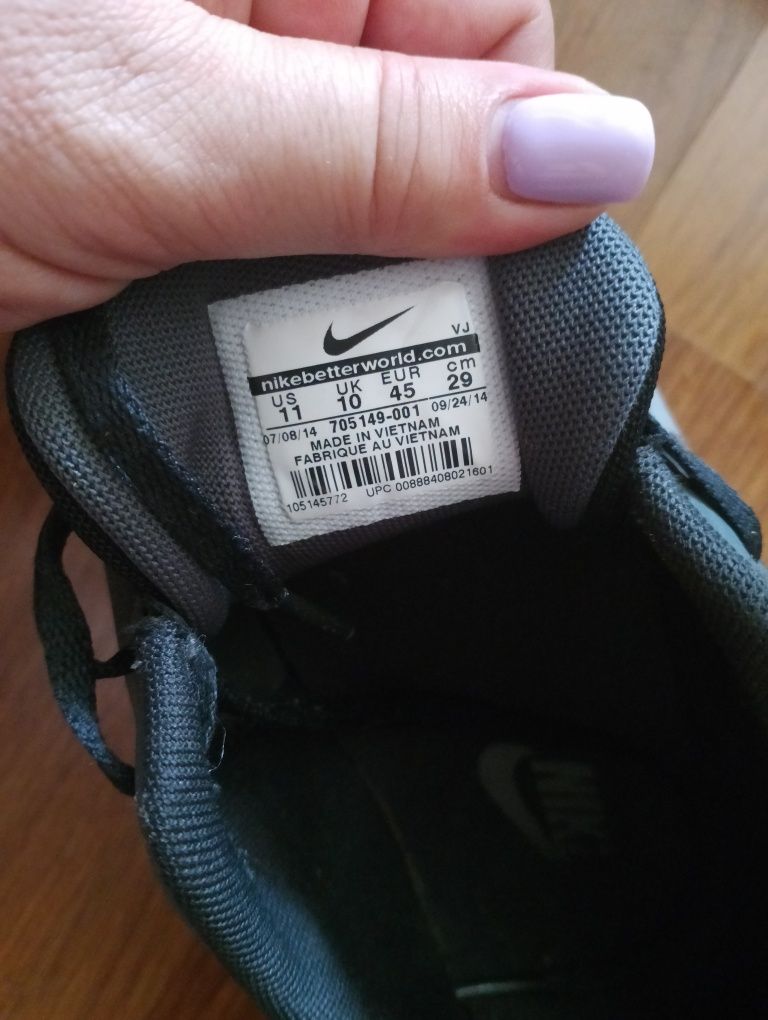 VJ
nikebetterworld.com
US UK EUR cm
11 10 45 29
07/08/14 705149-001 09/24/14
MADE IN VIETNAM
FABRIQUE AU VIETNAM
105145772 UPC 00888408021601
NIKE